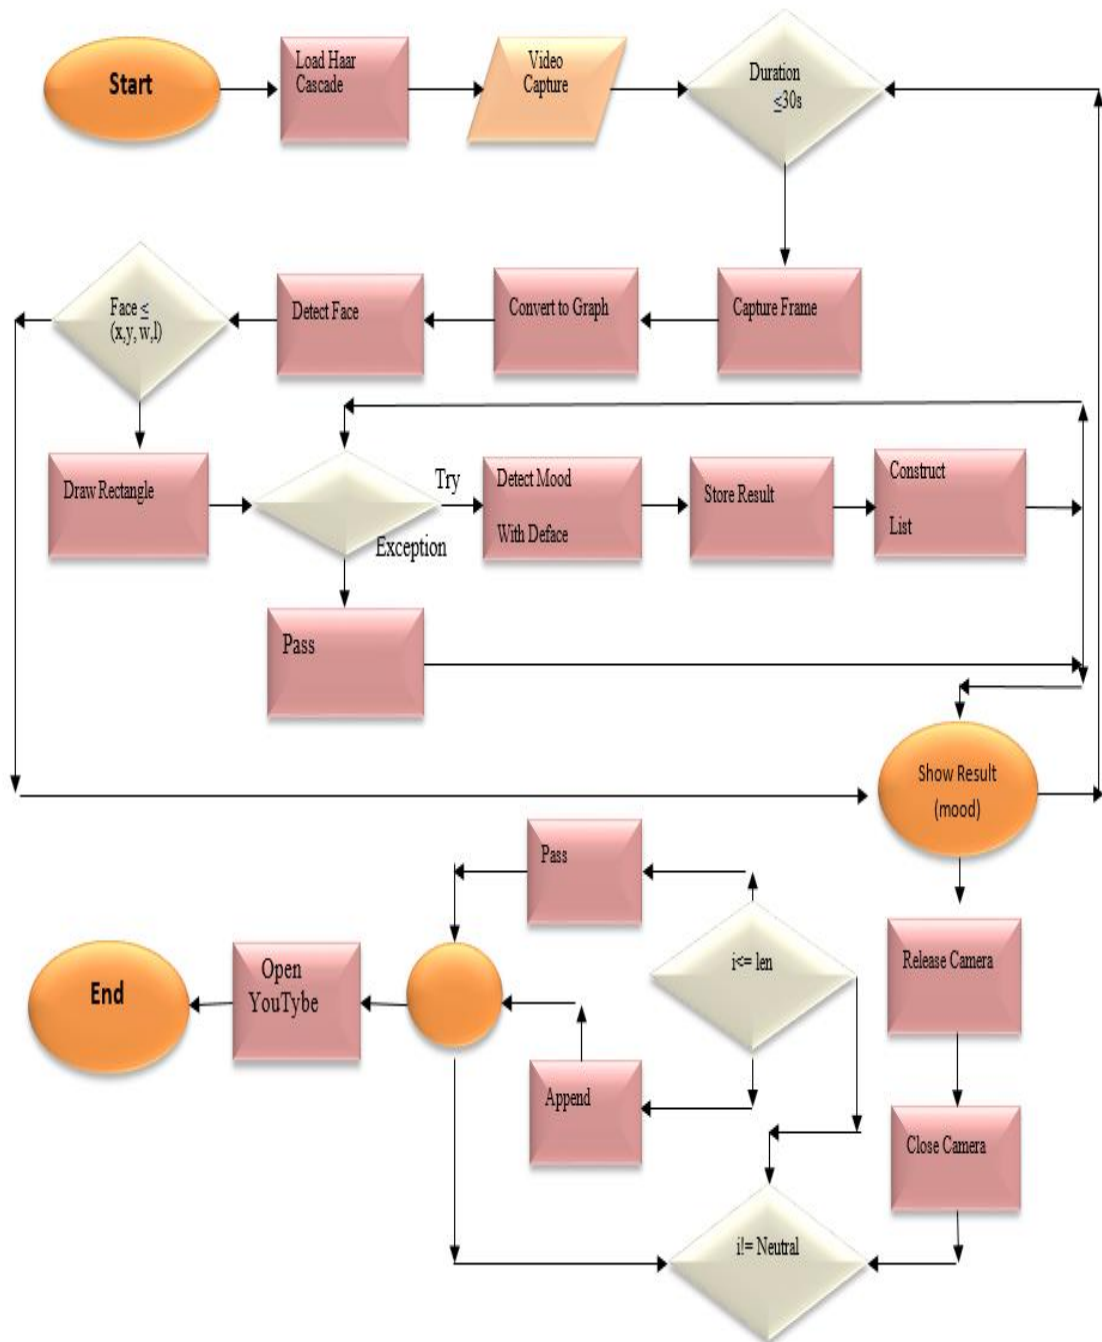 Start
Load Haar
Cascade
Video
Capture
Duration
≤30s
Face ≤
(x,y, w,l)
Detect Face
Convert to Graph
Capture Frame
Draw Rectangle
Try
Exception
Detect Mood
With Deface
Store Result
Construct
List
Pass
Show Result
(mood)
Pass
End
Open
YouTybe
i<= len
Release Camera
Append
Close Camera
i!= Neutral